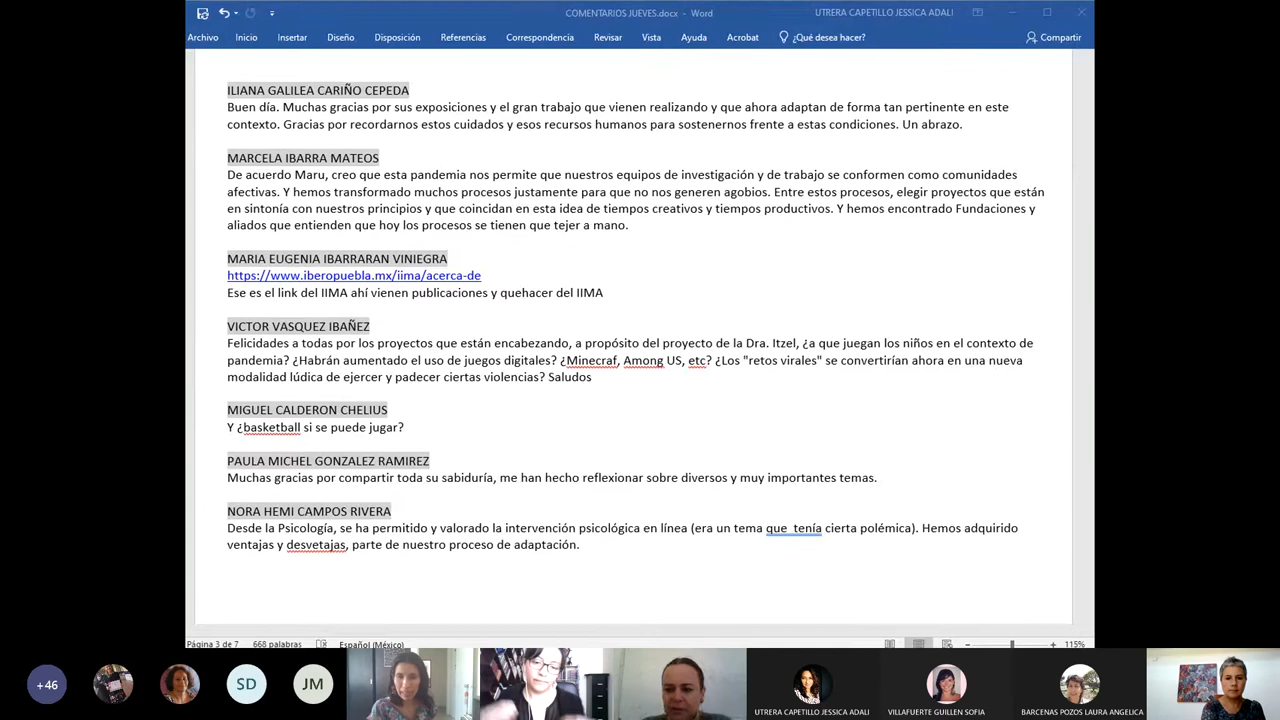 COMENTARIOS JUEVES.docx - Word
UTRERA CAPETILLO JESSICA ADALI
Archivo Inicio Insertar Diseño Disposición Referencias Correspondencia Revisar Vista Ayuda Acrobat ¿Qué desea hacer? Compartir
ILIANA GALILEA CARIÑO CEPEDA
Buen día. Muchas gracias por sus exposiciones y el gran trabajo que vienen realizando y que ahora adaptan de forma tan pertinente en este
contexto. Gracias por recordarnos estos cuidados y esos recursos humanos para sostenernos frente a estas condiciones. Un abrazo.
MARCELA IBARRA MATEOS
De acuerdo Maru, creo que esta pandemia nos permite que nuestros equipos de investigación y de trabajo se conformen como comunidades
afectivas. Y hemos transformado muchos procesos justamente para que no nos generen agobios. Entre estos procesos, elegir proyectos que están
en sintonía con nuestros principios y que coincidan en esta idea de tiempos creativos y tiempos productivos. Y hemos encontrado Fundaciones y
aliados que entienden que hoy los procesos se tienen que tejer a mano.
MARIA EUGENIA IBARRARAN VINIEGRA
https://www.iberopuebla.mx/iima/acerca-de
Ese es el link del IIMA ahí vienen publicaciones y quehacer del IIMA
VICTOR VASQUEZ IBAÑEZ
Felicidades a todas por los proyectos que están encabezando, a propósito del proyecto de la Dra. Itzel, ¿a que juegan los niños en el contexto de
pandemia? ¿Habrán aumentado el uso de juegos digitales? ¿Minecraf, Among US, etc? ¿Los "retos virales" se convertirían ahora en una nueva
modalidad lúdica de ejercer y padecer ciertas violencias? Saludos
MIGUEL CALDERON CHELIUS
Y ¿basketball si se puede jugar?
PAULA MICHEL GONZALEZ RAMIREZ
Muchas gracias por compartir toda su sabiduría, me han hecho reflexionar sobre diversos y muy importantes temas.
NORA HEMI CAMPOS RIVERA
Desde la Psicología, se ha permitido y valorado la intervención psicológica en línea (era un tema que  tenía cierta polémica). Hemos adquirido
ventajas y desvetajas, parte de nuestro proceso de adaptación.
Página 3 de 7 668 palabras Español (México) 115%
+46 SD JM
UTRERA CAPETILLO JESSICA ADALI VILLAFUERTE GUILLEN SOFIA BARCENAS POZOS LAURA ANGELICA